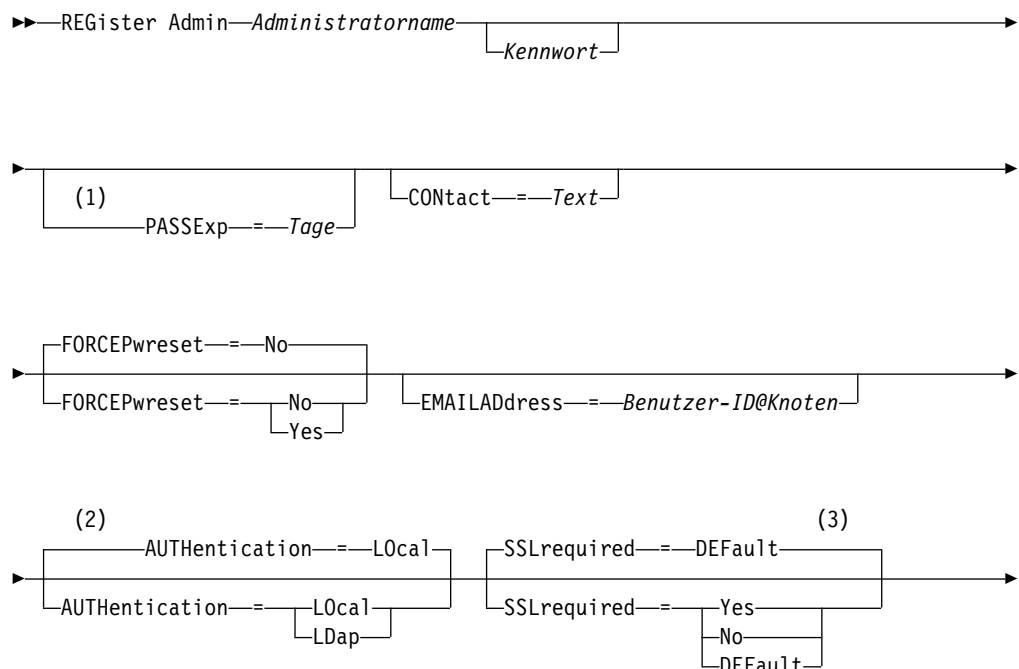 REGister Admin Administratorname
Kennwort
(1)
PASSExp = Tage
CONtact = Text
FORCEPwreset = No
FORCEPwreset = No
Yes
EMAILADdress = Benutzer-ID@Knoten
(2)
AUTHentication = LOcal
AUTHentication = LOcal
LDap
(3)
SSLrequired = DEFault
SSLrequired = Yes
No
DEFault